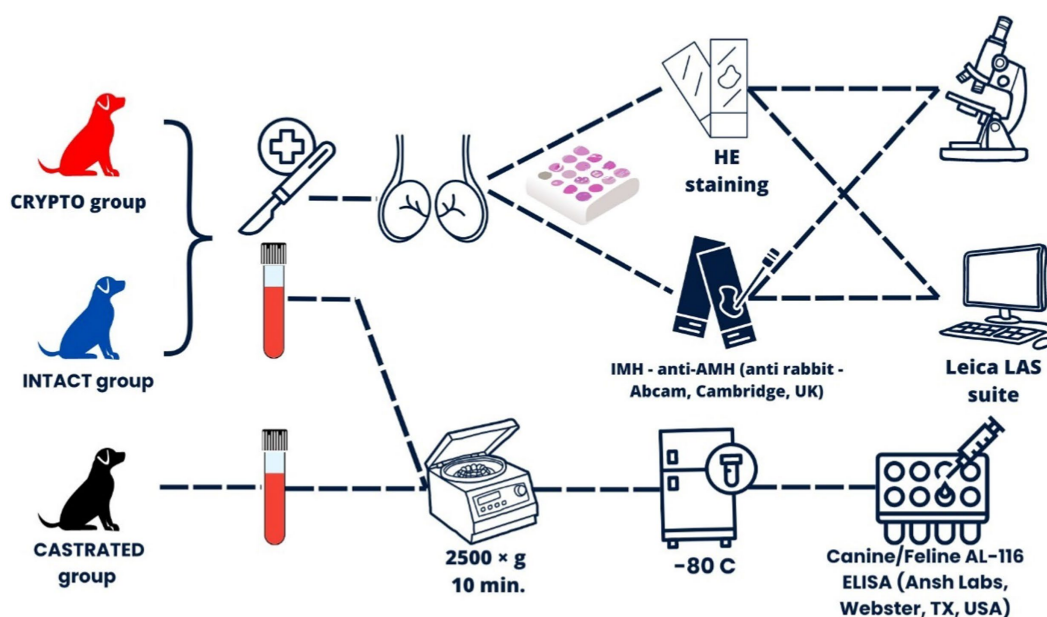 CRYPTO group
INTACT group
CASTRATED
group
HE
staining
IMH - anti-AMH (anti rabbit -
Abcam, Cambridge, UK)
Leica LAS
suite
2500 × g
10 min.
-80 C
Canine/Feline AL-116
ELISA (Ansh Labs,
Webster, TX, USA)